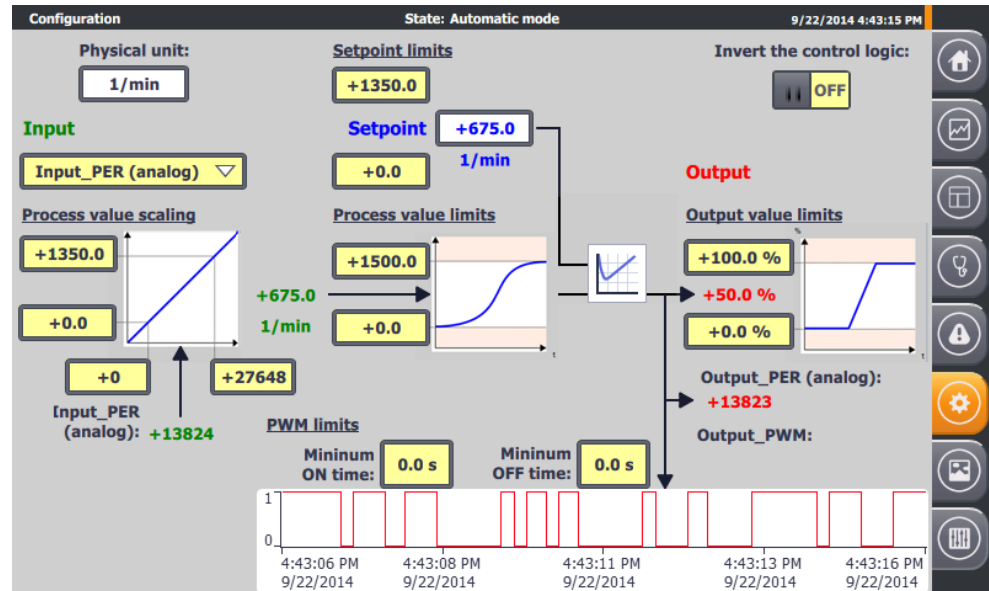 Configuration
State: Automatic mode
9/22/2014 4:43:15 PM
Physical unit:
1/min
Setpoint limits
+1350.0
Invert the control logic:
OFF
Input
Setpoint
+675.0
1/min
Input_PER (analog)
+0.0
Output
Process value scaling
Process value limits
Output value limits
%
+1350.0
+1500.0
+100.0 %
+675.0
+50.0 %
+0.0
1/min
+0.0
+0.0 %
t
t
+0
+27648
Output_PER (analog):
+13823
Input_PER
(analog): +13824
PWM limits
Output_PWM:
Mininum
ON time:
0.0 s
Mininum
OFF time:
0.0 s
1
0
4:43:06 PM
9/22/2014
4:43:08 PM
9/22/2014
4:43:11 PM
9/22/2014
4:43:13 PM
9/22/2014
4:43:16 PM
9/22/2014